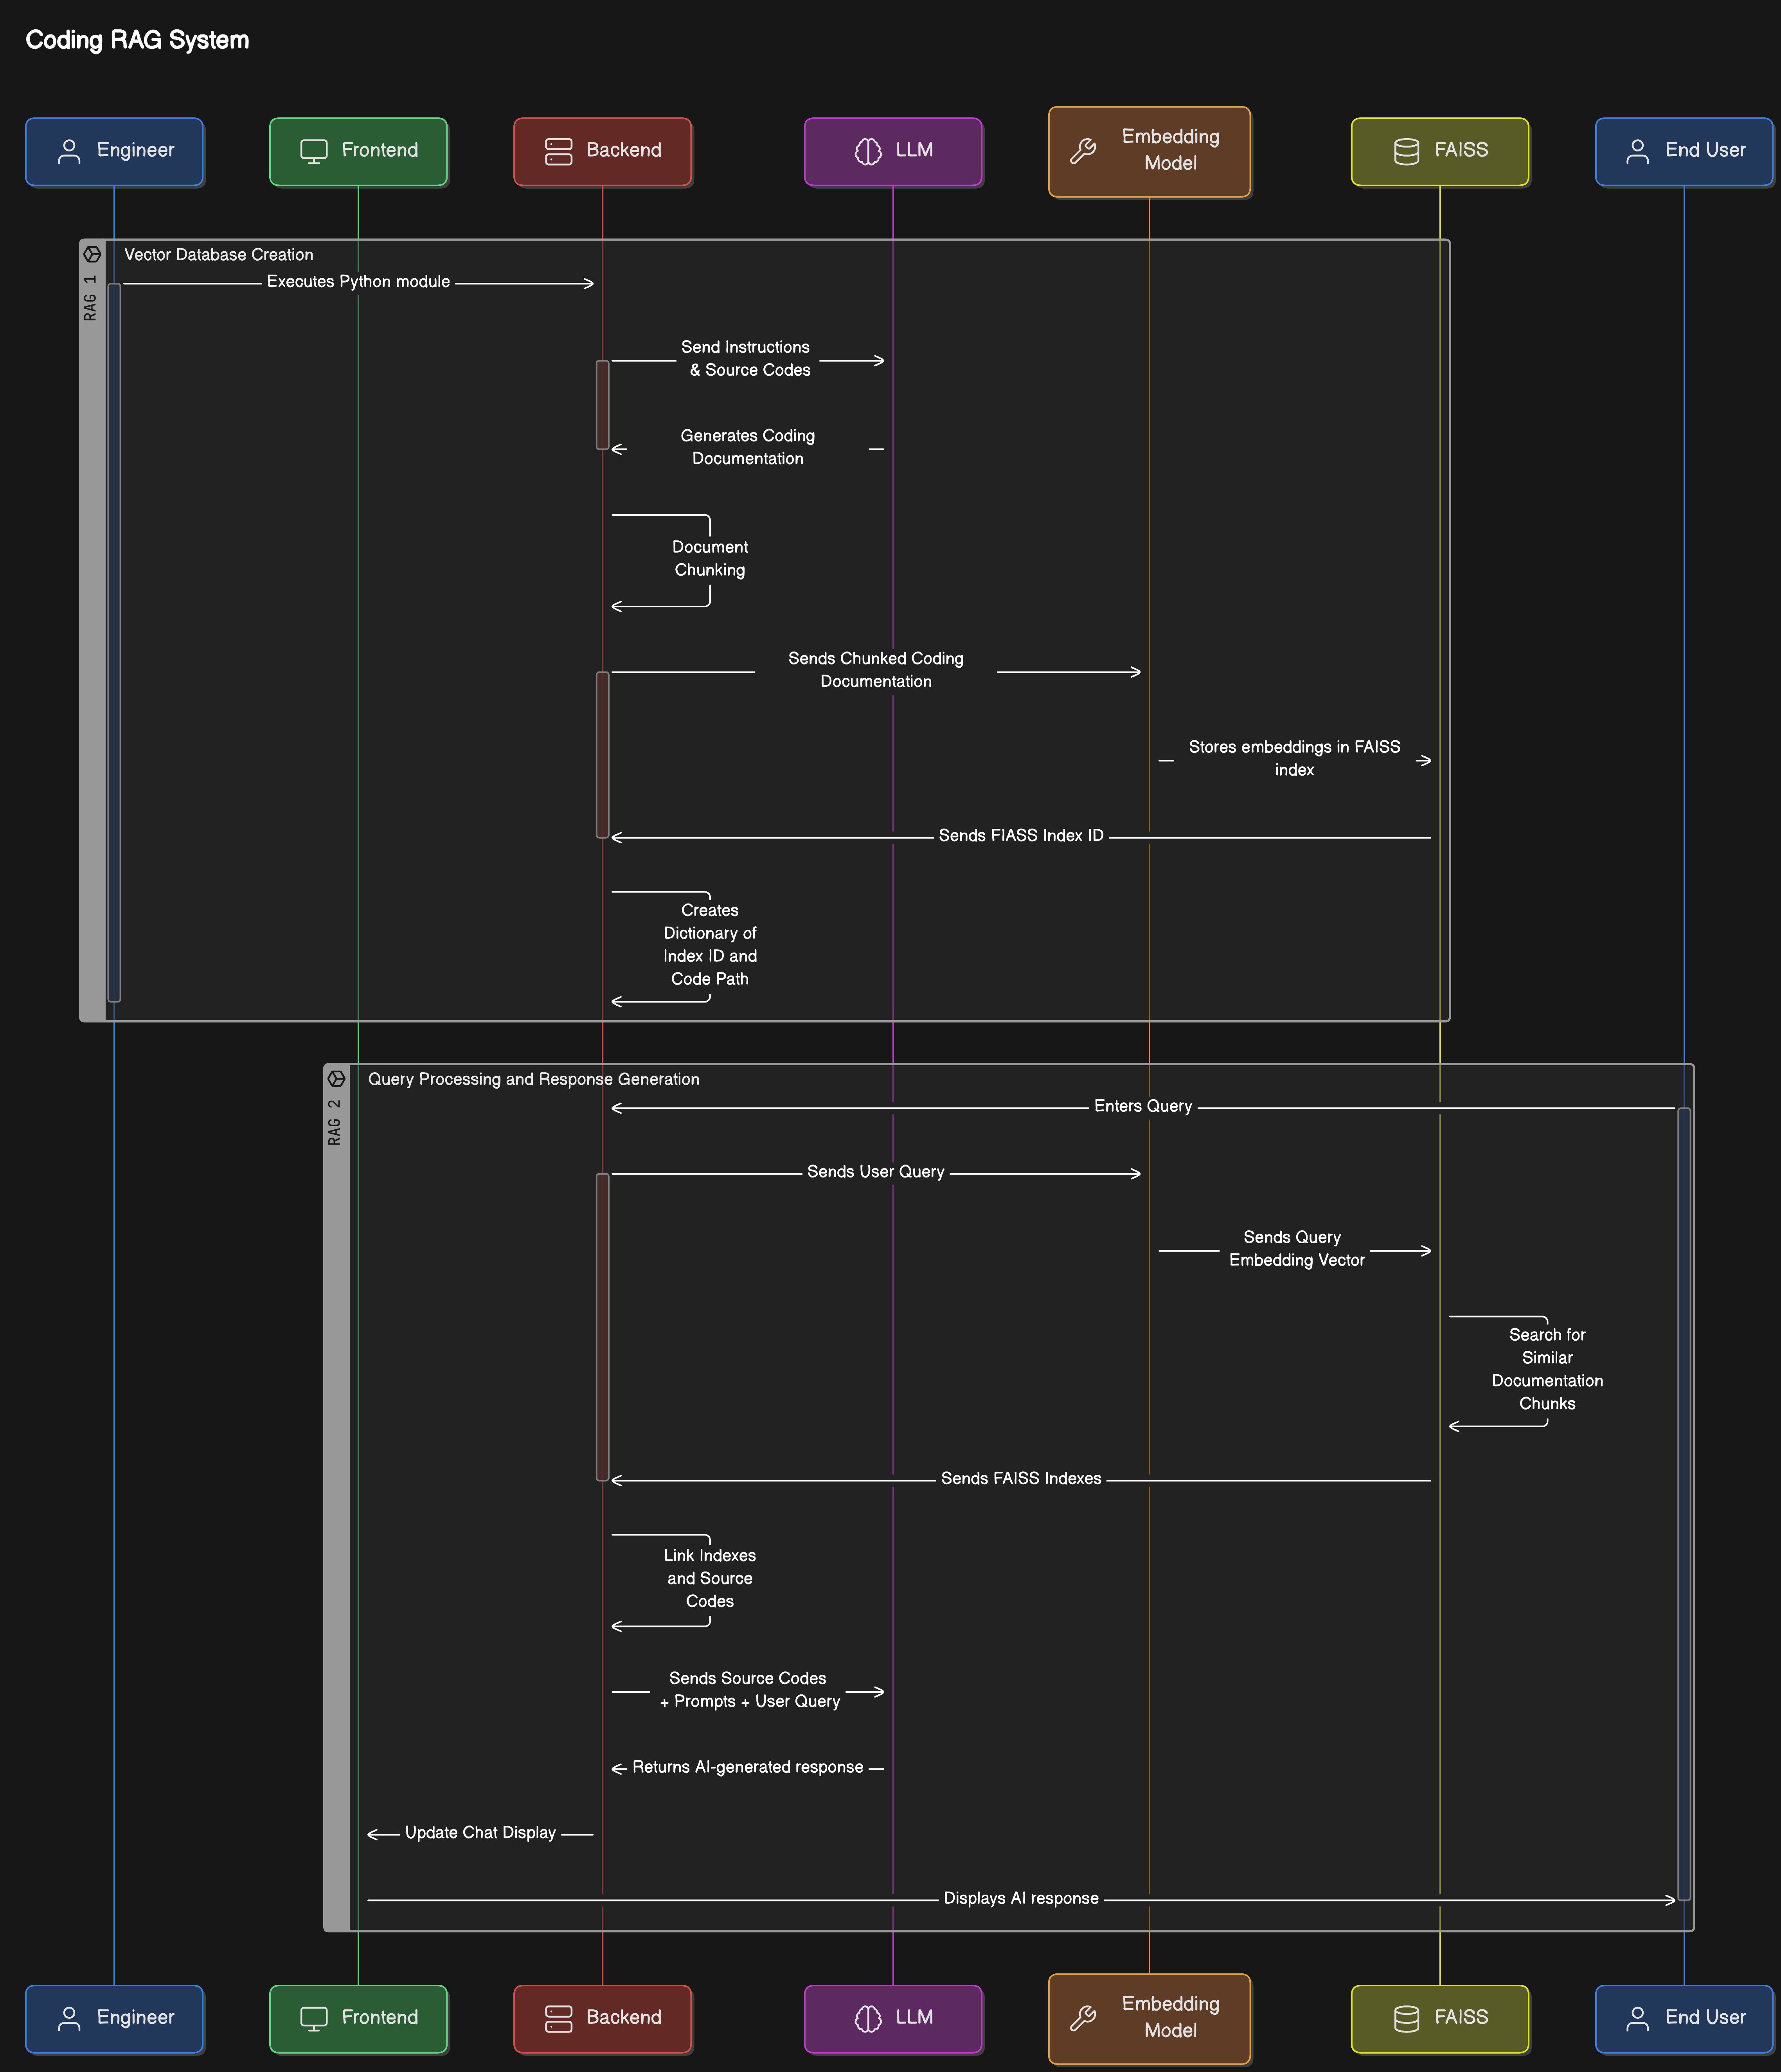 Coding RAG System
Engineer
Frontend
Backend
LLM
Embedding
Model
FAISS
End User
RAG 1
Vector Database Creation
Executes Python module
Send Instructions
& Source Codes
Generates Coding
Documentation
Document
Chunking
Sends Chunked Coding
Documentation
Stores embeddings in FAISS
index
Sends FIASS Index ID
Creates
Dictionary of
Index ID and
Code Path
RAG 2
Query Processing and Response Generation
Enters Query
Sends User Query
Sends Query
Embedding Vector
Search for
Similar
Documentation
Chunks
Sends FAISS Indexes
Link Indexes
and Source
Codes
Sends Source Codes
+ Prompts + User Query
Returns AI-generated response
Update Chat Display
Displays AI response
Engineer
Frontend
Backend
LLM
Embedding
Model
FAISS
End User